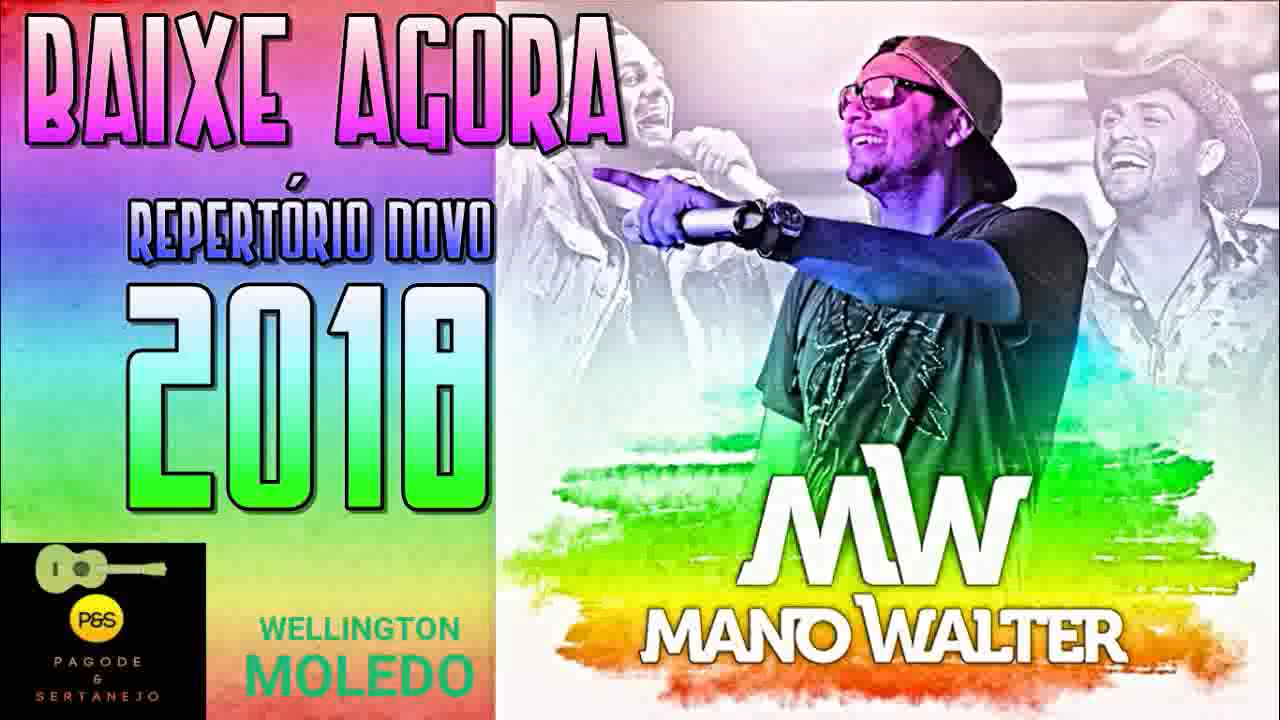 BAIXE AGORA
REPERTÓRIO NOVO
2018
MW
MANO WALTER
P&S
PAGODE
&
SERTANEJO
WELLINGTON
MOLEDO